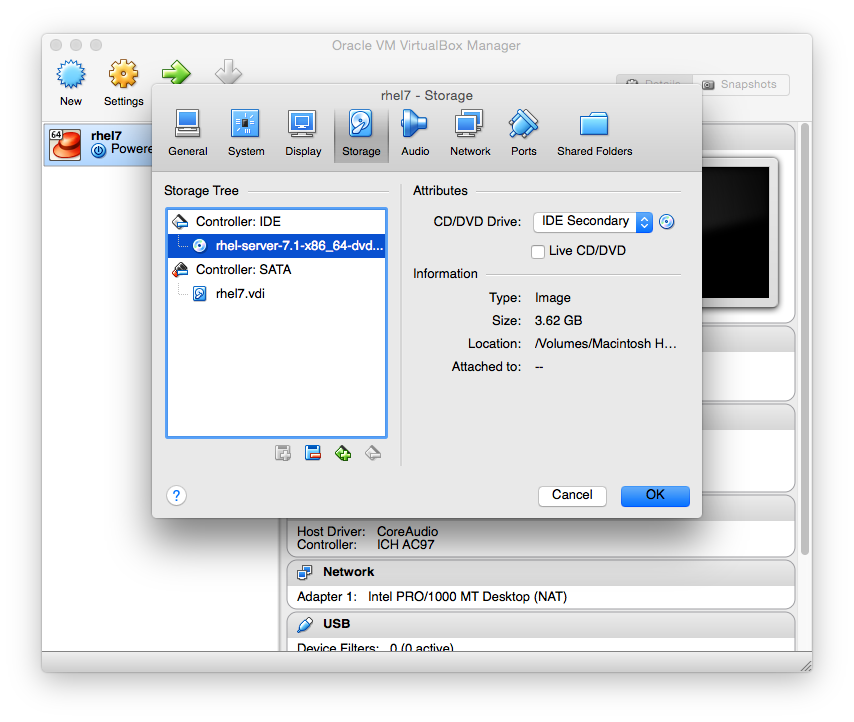 Oracle VM VirtualBox Manager
New
Settings
Details
Snapshots
rhel7 - Storage
General
System
Display
Storage
Audio
Network
Ports
Shared Folders
64
rhel7
Powere
Storage Tree
Controller: IDE
rhel-server-7.1-x86_64-dvd...
Controller: SATA
rhel7.vdi
Attributes
CD/DVD Drive: IDE Secondary
Live CD/DVD
Information
Type: Image
Size: 3.62 GB
Location: /Volumes/Macintosh H...
Attached to: --
?
Cancel
OK
Host Driver: CoreAudio
Controller: ICH AC97
Network
Adapter 1: Intel PRO/1000 MT Desktop (NAT)
USB
Device Filters: 0 (0 active)